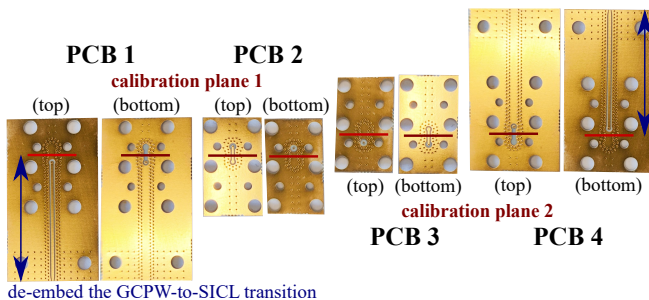 PCB 1
PCB 2
calibration plane 1
(top)
(bottom)
(top)
(bottom)
(top)
(bottom)
(top)
(bottom)
calibration plane 2
PCB 3
PCB 4
de-embed the GCPW-to-SICL transition